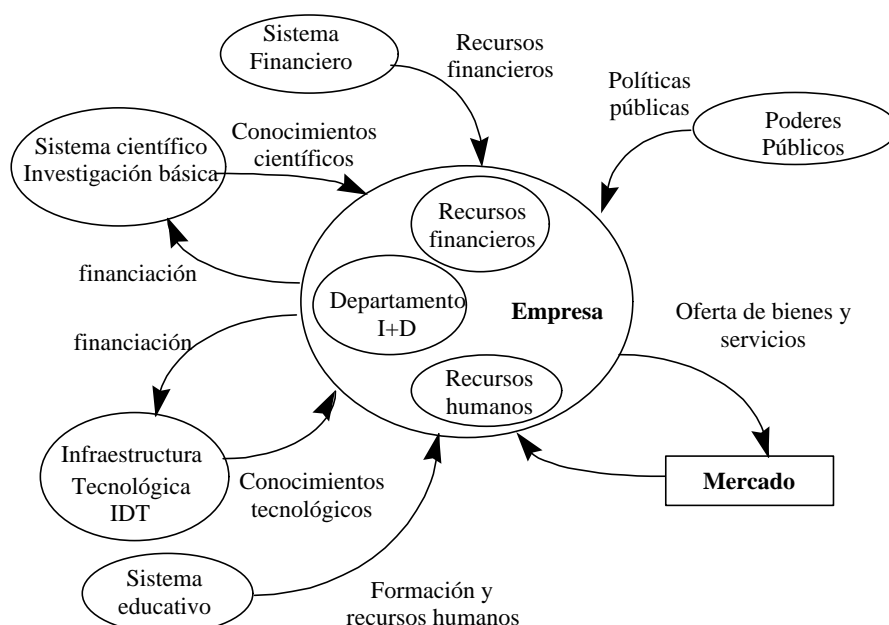 Sistema
Financiero
Recursos
financieros
Políticas
públicas
Poderes
Públicos
Sistema científico
Investigación básica
Conocimientos
científicos
Recursos
financieros
financiación
Departamento
I+D
Empresa
Oferta de bienes y
servicios
financiación
Recursos
humanos
Infraestructura
Tecnológica
IDT
Conocimientos
tecnológicos
Mercado
Sistema
educativo
Formación y
recursos humanos